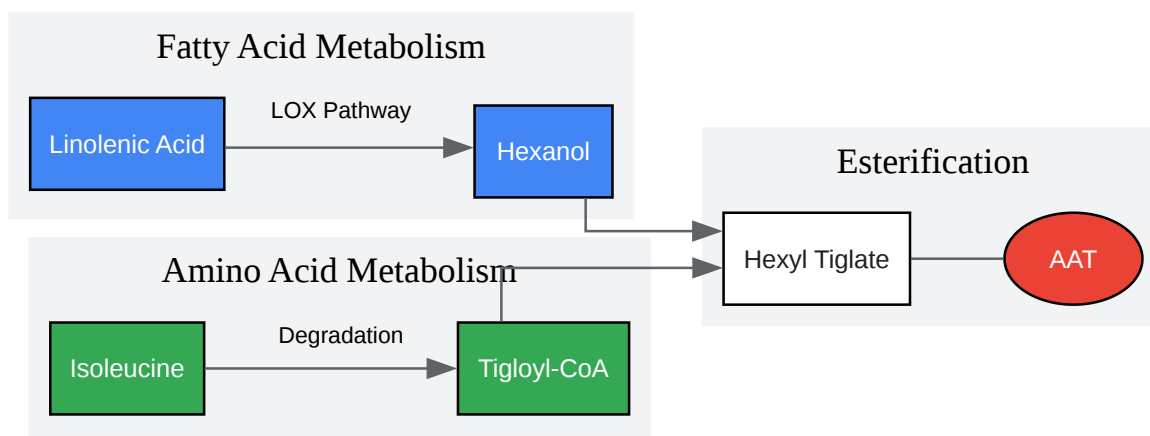 Fatty Acid Metabolism
LOX Pathway
Linolenic Acid
Hexanol
Esterification
Hexyl Tiglate
AAT
Amino Acid Metabolism
Degradation
Isoleucine
Tigloyl-CoA